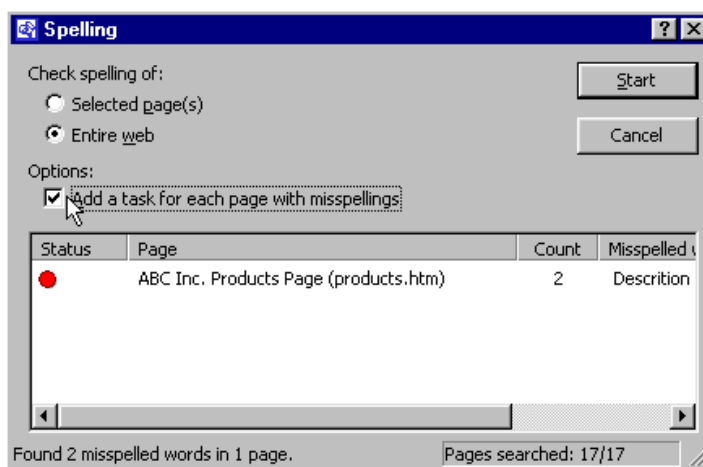 Spelling
Check spelling of:
Start
Selected page(s)
Entire web
Cancel
Options:
Add a task for each page with misspellings
Status Page Count Misspelled
ABC Inc. Products Page (products.htm) 2 Descrition
Found 2 misspelled words in 1 page. Pages searched: 17/17